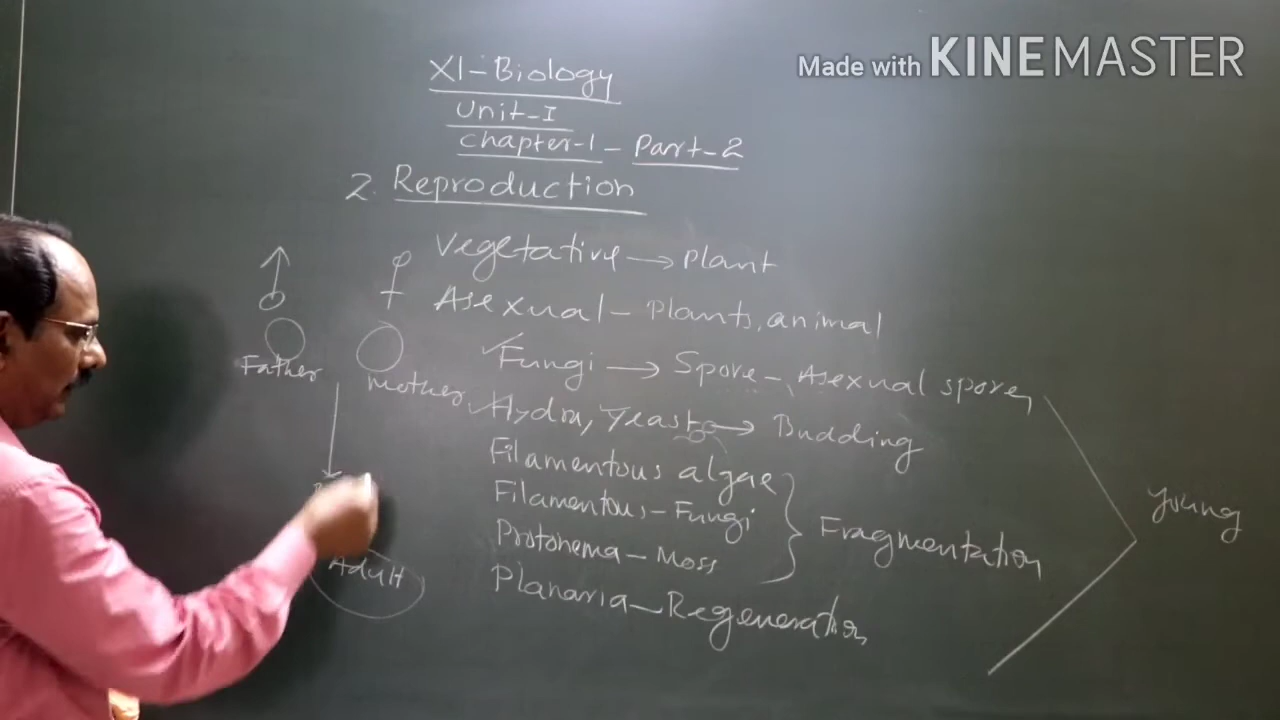 Made with KINEMASTER
XI-Biology
Unit-I
Chapter-1 - Part-2
2. Reproduction
Vegetative → Plant
Asexual - Plants, animal
Fungi → Spore - Asexual spore,
Father
Mother
Hydra, Yeast → Budding
Filamentous algae
Filamentous - Fungi
Fragmentation
young
Protonema - Moss
Adult
Planaria - Regeneration